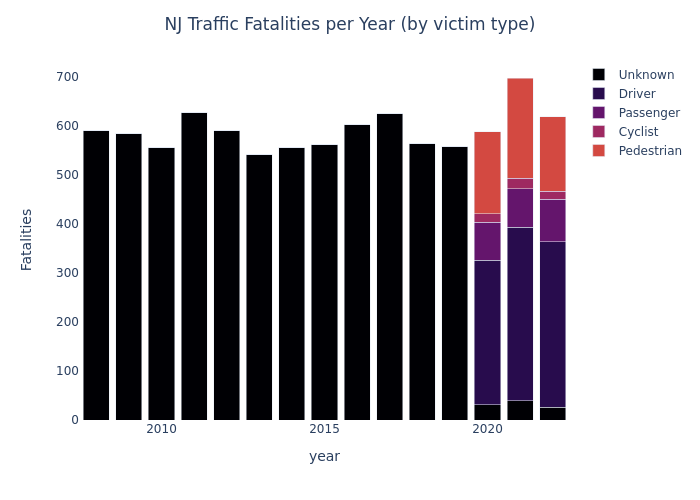 NJ Traffic Fatalities per Year (by victim type)
Unknown
Driver
Passenger
Cyclist
Pedestrian
Fatalities
700
600
500
400
300
200
100
0
2010
2015
2020
year